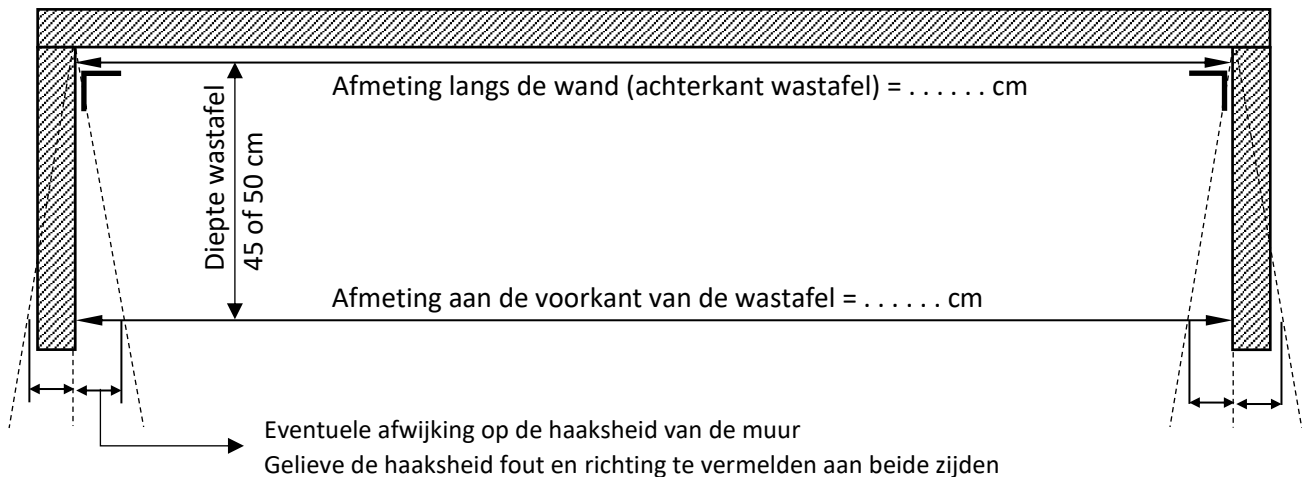 Afmeting langs de wand (achterkant wastafel) = . . . . . . cm
Diepte wastafel
45 of 50 cm
Afmeting aan de voorkant van de wastafel = . . . . . . cm
Eventuele afwijking op de haaksheid van de muur
Gelieve de haaksheid fout en richting te vermelden aan beide zijden